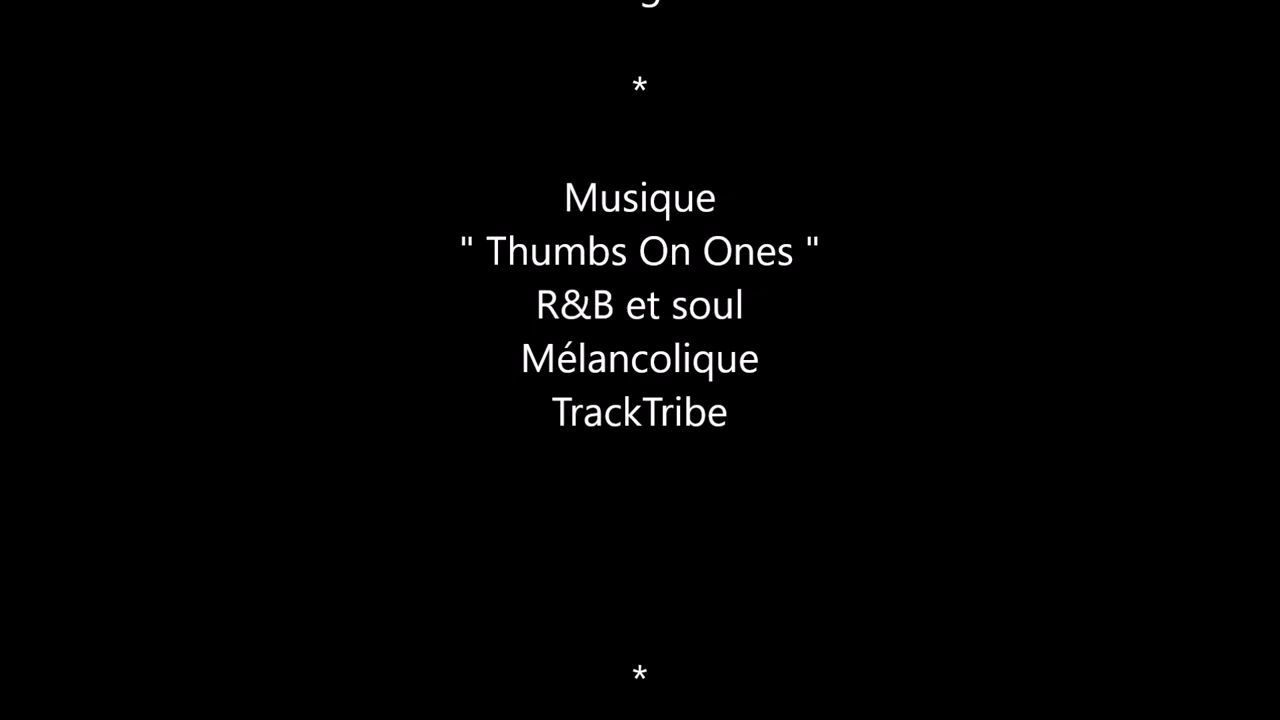 *
Musique
" Thumbs On Ones "
R&B et soul
Mélancolique
TrackTribe
*